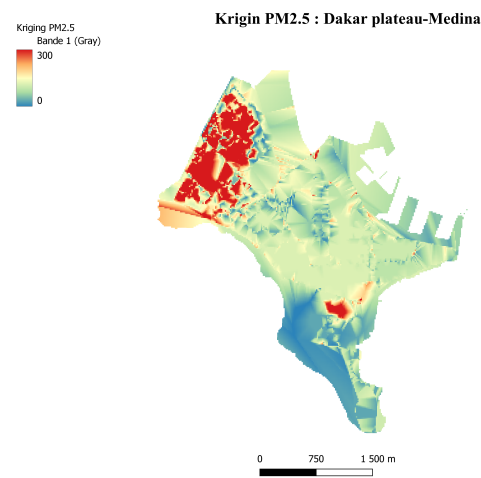 Krigin PM2.5 : Dakar plateau-Medina
Kriging PM2.5
Bande 1 (Gray)
300
0
0 750 1 500 m